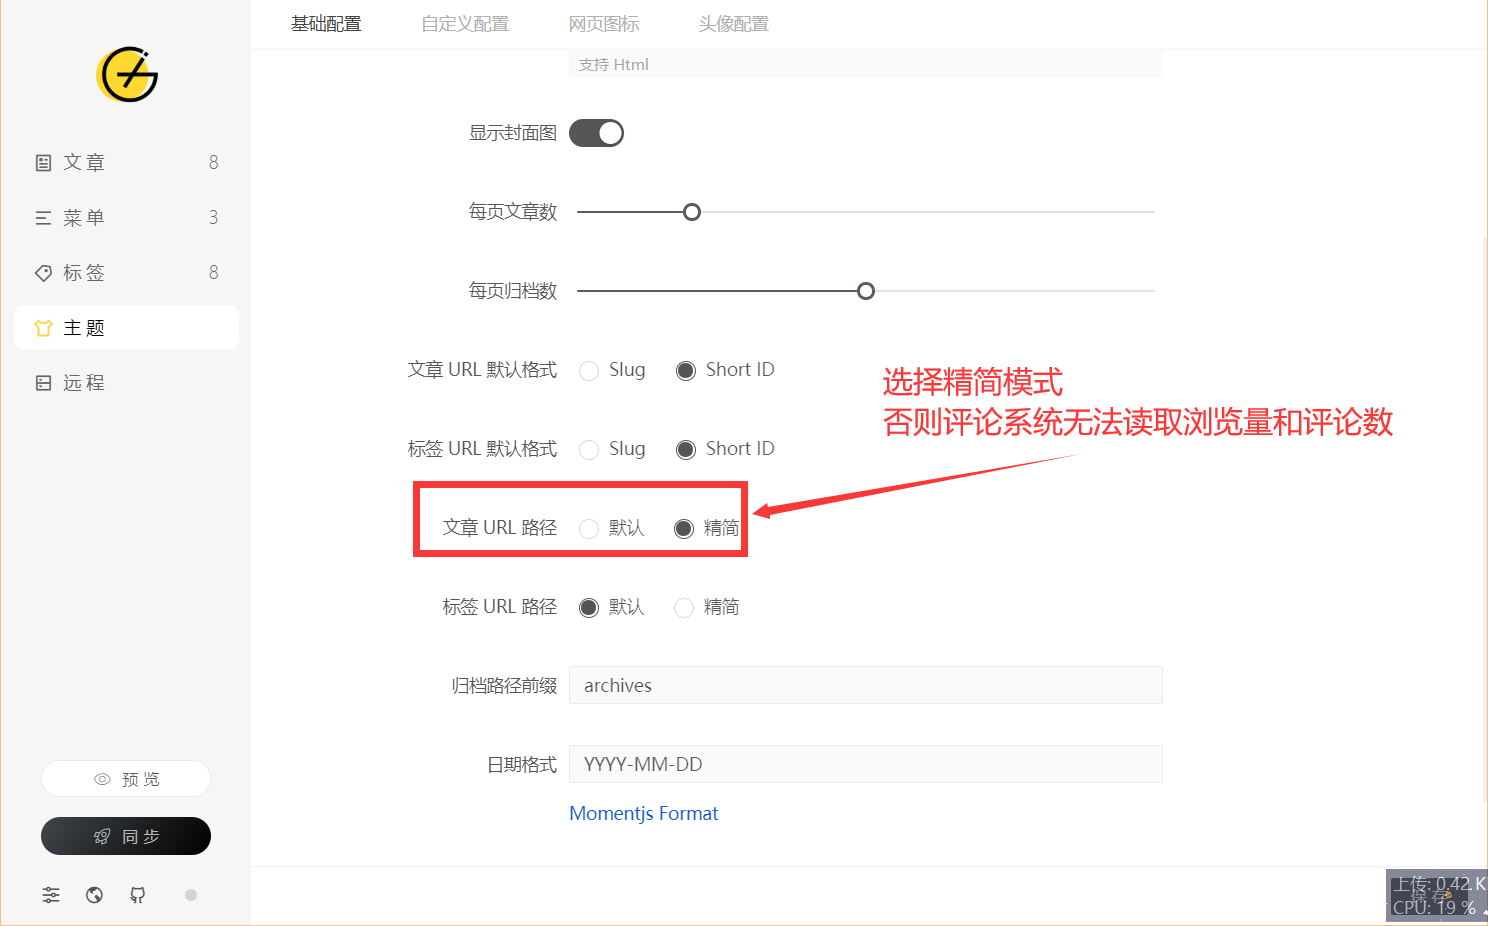 基础配置 自定义配置 网页图标 头像配置
支持 Html
文章 8
菜单 3
标签 8
主题
远程
显示封面图
每页文章数
每页归档数
文章 URL 默认格式 Slug Short ID
选择精简模式
否则评论系统无法读取浏览量和评论数
标签 URL 默认格式 Slug Short ID
文章 URL 路径 默认 精简
标签 URL 路径 默认 精简
归档路径前缀 archives
日期格式 YYYY-MM-DD
Momentjs Format
预览
同步
上传: 0.42 K
保存
CPU: 19 %